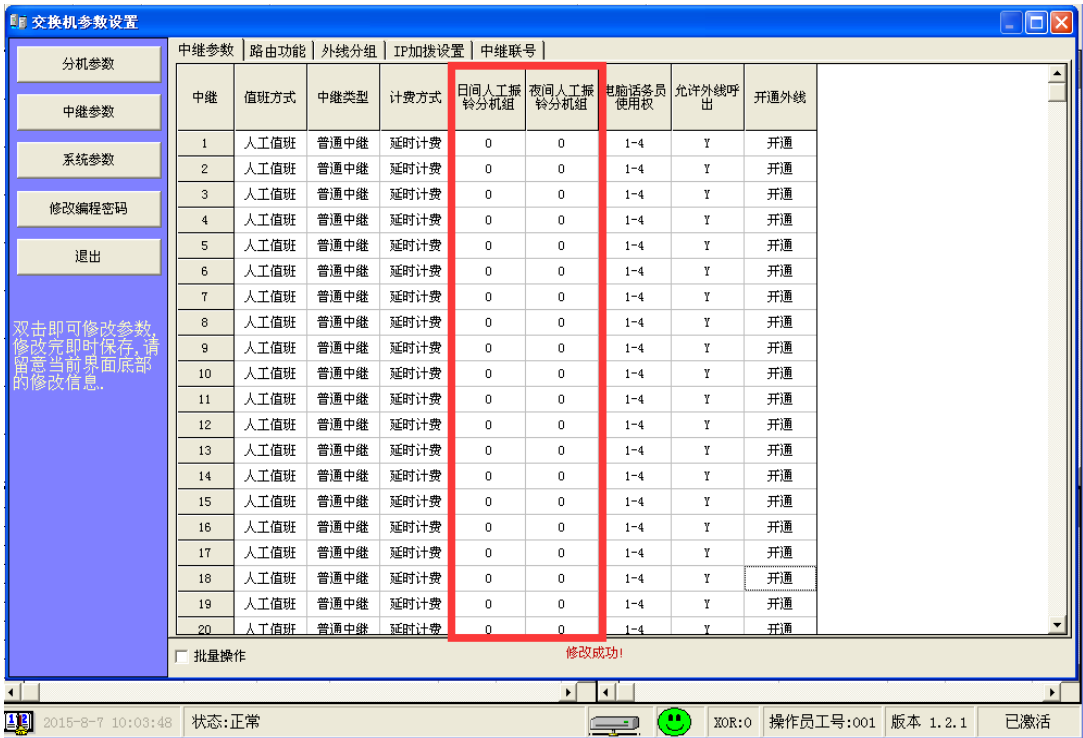 交换机参数设置
分机参数
中继参数
系统参数
修改编程密码
退出
双击即可修改参数,
修改完即时保存,请
留意当前界面底部
的修改信息.
中继参数 路由功能 外线分组 IP加拨设置 中继联号
中继 值班方式 中继类型 计费方式 日间人工振铃分机组 夜间人工振铃分机组 电脑话务员使用权 允许外线呼出 开通外线
1 人工值班 普通中继 延时计费 0 0 1-4 Y 开通
2 人工值班 普通中继 延时计费 0 0 1-4 Y 开通
3 人工值班 普通中继 延时计费 0 0 1-4 Y 开通
4 人工值班 普通中继 延时计费 0 0 1-4 Y 开通
5 人工值班 普通中继 延时计费 0 0 1-4 Y 开通
6 人工值班 普通中继 延时计费 0 0 1-4 Y 开通
7 人工值班 普通中继 延时计费 0 0 1-4 Y 开通
8 人工值班 普通中继 延时计费 0 0 1-4 Y 开通
9 人工值班 普通中继 延时计费 0 0 1-4 Y 开通
10 人工值班 普通中继 延时计费 0 0 1-4 Y 开通
11 人工值班 普通中继 延时计费 0 0 1-4 Y 开通
12 人工值班 普通中继 延时计费 0 0 1-4 Y 开通
13 人工值班 普通中继 延时计费 0 0 1-4 Y 开通
14 人工值班 普通中继 延时计费 0 0 1-4 Y 开通
15 人工值班 普通中继 延时计费 0 0 1-4 Y 开通
16 人工值班 普通中继 延时计费 0 0 1-4 Y 开通
17 人工值班 普通中继 延时计费 0 0 1-4 Y 开通
18 人工值班 普通中继 延时计费 0 0 1-4 Y 开通
19 人工值班 普通中继 延时计费 0 0 1-4 Y 开通
20 人工值班 普通中继 延时计费 0 0 1-4 Y 开通
批量操作 修改成功!
2015-8-7 10:03:48 状态:正常 XOR:0 操作员工号:001 版本 1.2.1 已激活